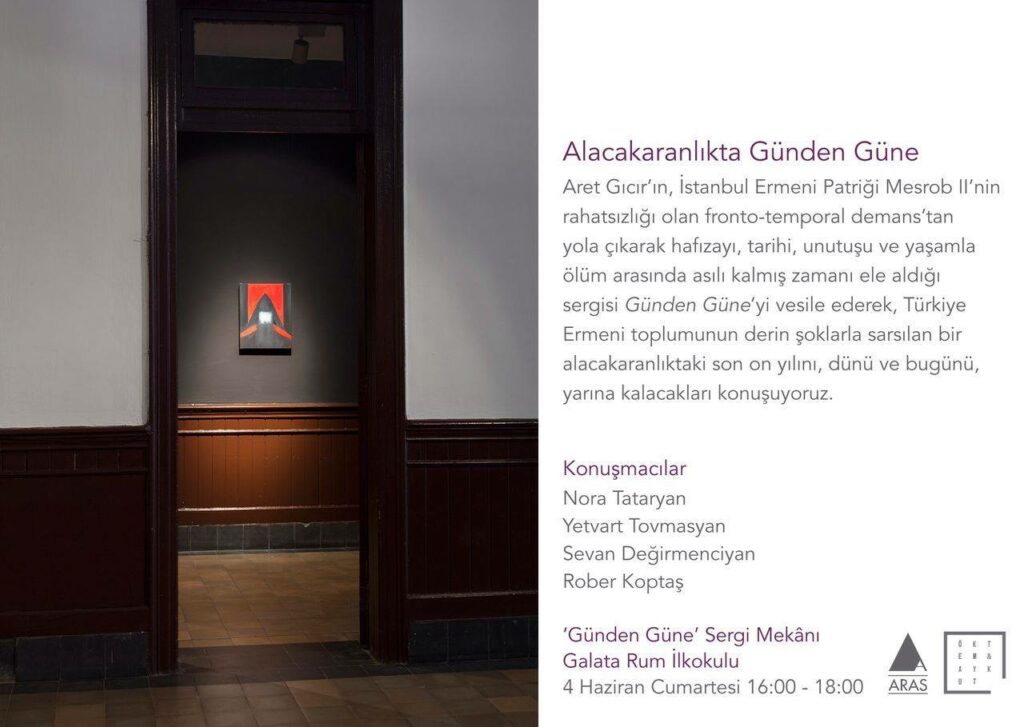 Alacakaranlıkta Günden Güne
Aret Gıcır’ın, İstanbul Ermeni Patriği Mesrob II’nin
rahatsızlığı olan fronto-temporal demans’tan
yola çıkarak hafızayı, tarihi, unutuşu ve yaşamla
ölüm arasında asılı kalmış zamanı ele aldığı
sergisi Günden Güne’yi vesile ederek, Türkiye
Ermeni toplumunun derin şoklarla sarsılan bir
alacakaranlıktaki son on yılını, dünü ve bugünü,
yarına kalacakları konuşuyoruz.
Konuşmacılar
Nora Tataryan
Yetvart Tovmasyan
Sevan Değirmenciyan
Rober Koptaş
’Günden Güne’ Sergi Mekânı
Galata Rum İlkokulu
4 Haziran Cumartesi 16:00 - 18:00
ARAS
Ö K T
E M &
A Y K
U T